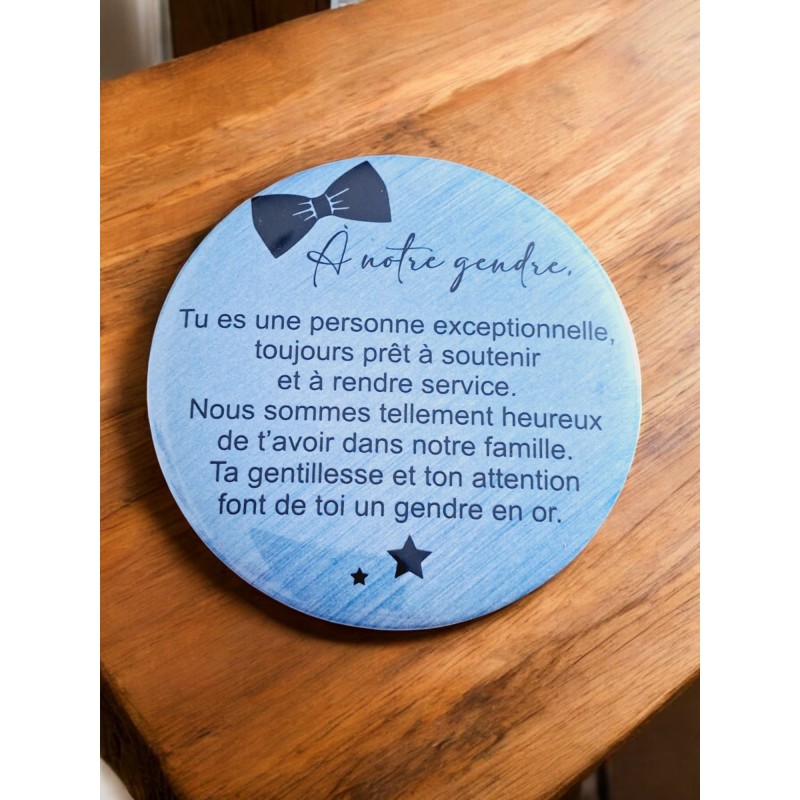 À notre gendre,
Tu es une personne exceptionnelle,
toujours prêt à soutenir
et à rendre service.
Nous sommes tellement heureux
de t'avoir dans notre famille.
Ta gentillesse et ton attention
font de toi un gendre en or.